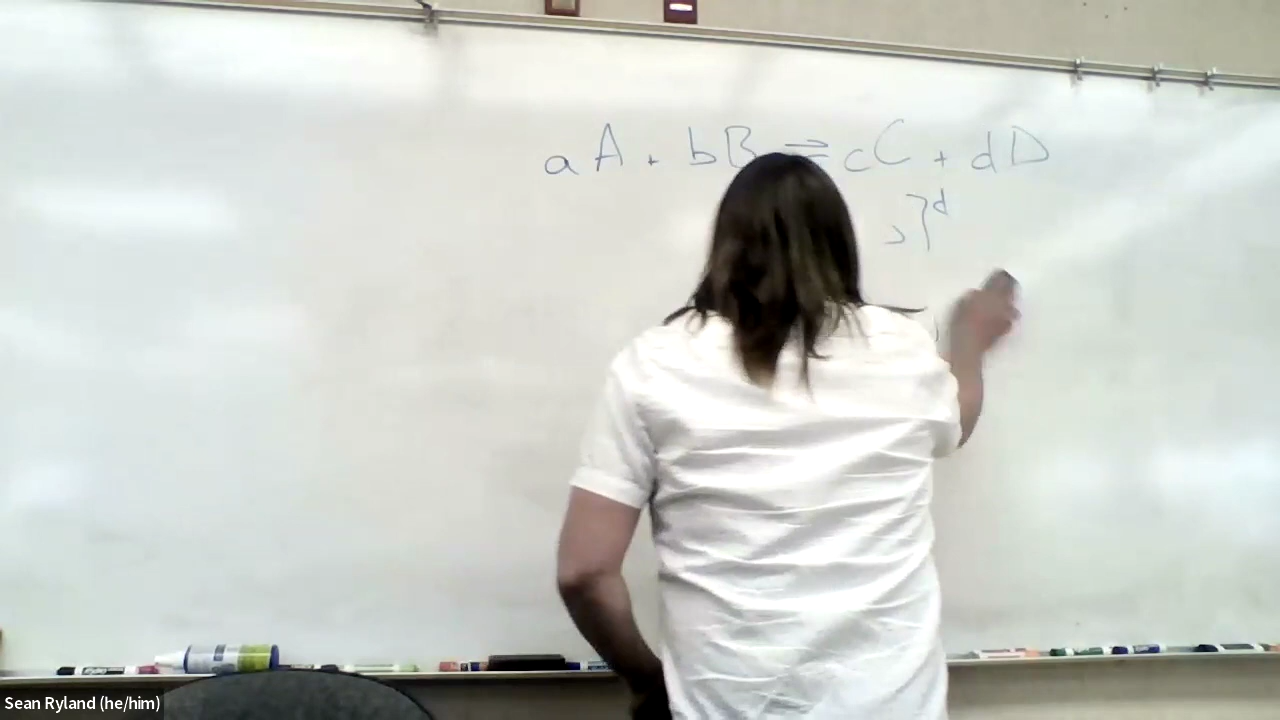 aA + bB ⇌ cC + dD
]ᵈ
Sean Ryland (he/him)